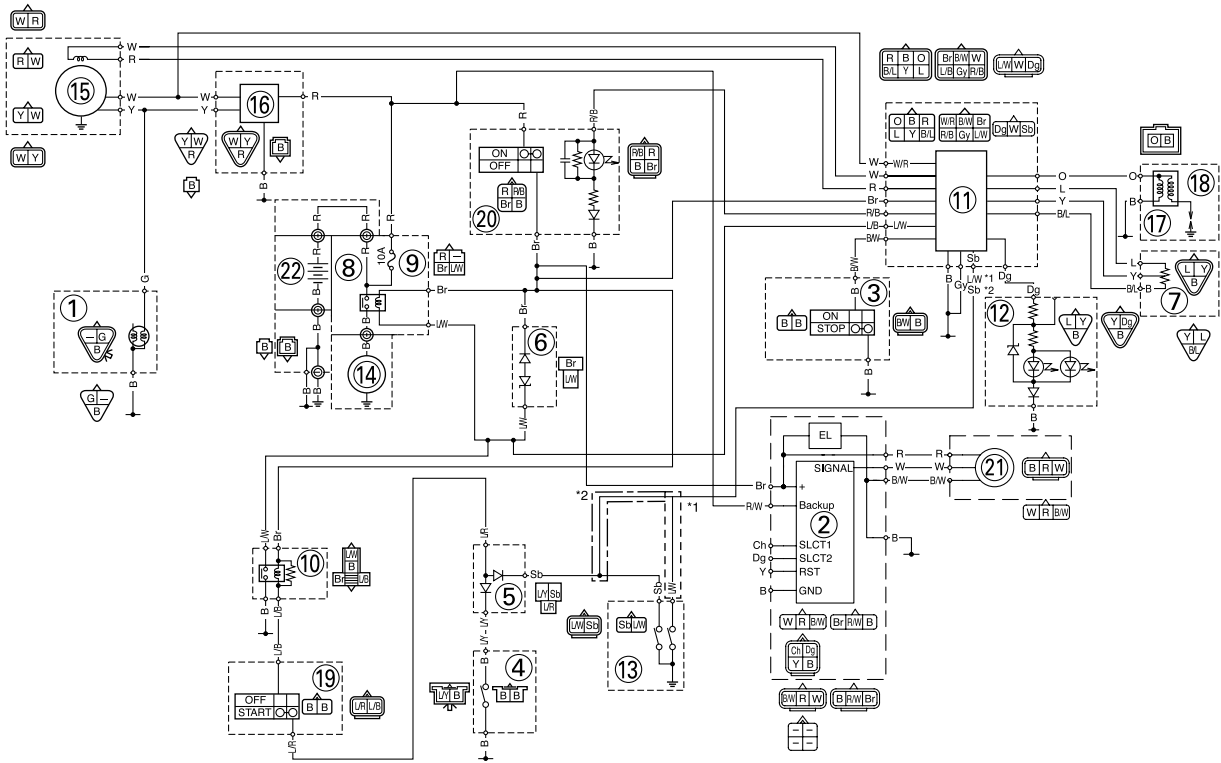 W R
R W
15
Y W
W Y
W
R
W
Y
W
Y
16
R
Y W
R
W Y
R
B
B
B
G
1
– G
B
B
G –
B
R
R
R
R
R
10A
22
8
9
R –
Br L/W
Br
L/W
B
B
B
B
B
B
14
R
R/B
ON
OFF
R R/B
Br B
20
R/B R
B Br
Br
B
Br
6
Br
L/W
L/W
R B O
B/L Y L
Br B/W W
L/B Gy R/B
L/W W Dg
O B R
L Y B/L
W/R B/W Br
R/B Gy L/W
Dg W Sb
W
W/R
W
R
Br
R/B
L/B
L/W
B/W
11
O
L
Y
B/L
Sb
B
Gy
L/W *1
Sb *2
Dg
Dg
B/W
B
3
B B
ON
STOP
B/W B
B
O B
O
B
18
17
L
Y
B/L
B
7
L Y
B
Y L
B/L
12
L Y
B
Y Dg
B
B
EL
SIGNAL
Br
+
R/W
Backup
2
Ch
SLCT1
Dg
SLCT2
Y
RST
B
GND
R
R
W
W
B/W
B/W
21
B R W
W R B/W
B
W R B/W
Br R/W B
Ch Dg
Y B
B/W R W
B R/W Br
– –
– –
L/W
Br
10
L/W
B
Br L/B
B
L/B
L/B
19
OFF
START
B B
L/R L/B
L/R
L/R
5
Sb
L/Y Sb
L/R
L/Y
L/Y
B
4
L/Y B
B B
B
*2
*1
L/W Sb
Sb
L/W
Sb L/W
13